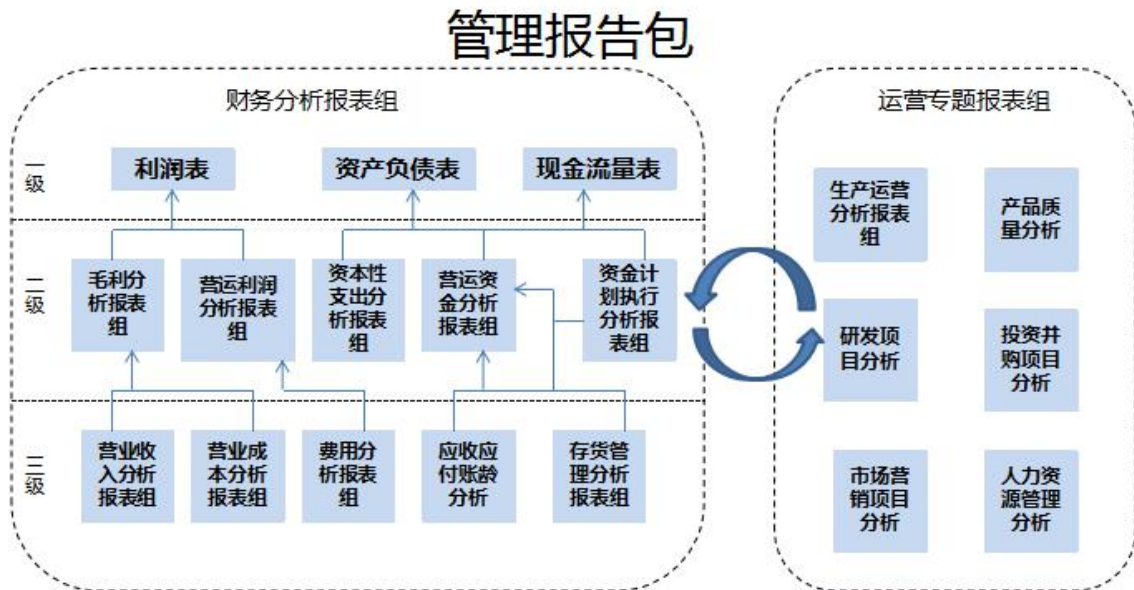 管理报告包
财务分析报表组
运营专题报表组
一级
利润表
资产负债表
现金流量表
生产运营
分析报表
组
产品质
量分析
二级
毛利分
析报表
组
营运利润
分析报表
组
资本性
支出分
析报表
组
营运资
金分析
报表组
资金计
划执行
分析报
表组
研发项
目分析
投资并
购项目
分析
三级
营业收
入分析
报表组
营业成
本分析
报表组
费用分
析报表
组
应收应
付账龄
分析
存货管
理分析
报表组
市场营
销项目
分析
人力资
源管理
分析